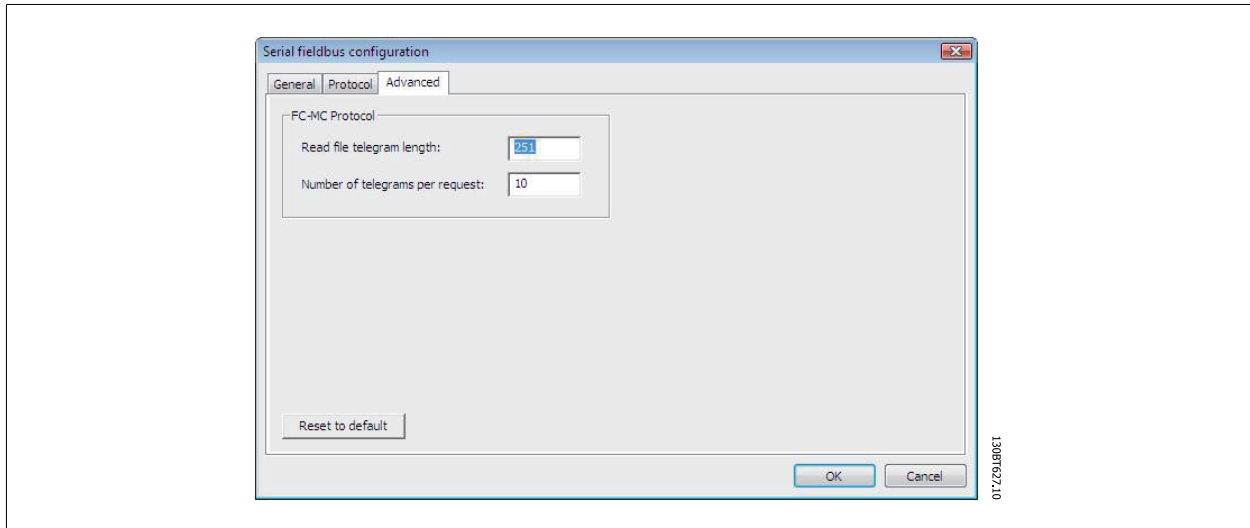 Serial fieldbus configuration
General Protocol Advanced
FC-MC Protocol
Read file telegram length: 251
Number of telegrams per request: 10
Reset to default
OK Cancel
130BT627.10